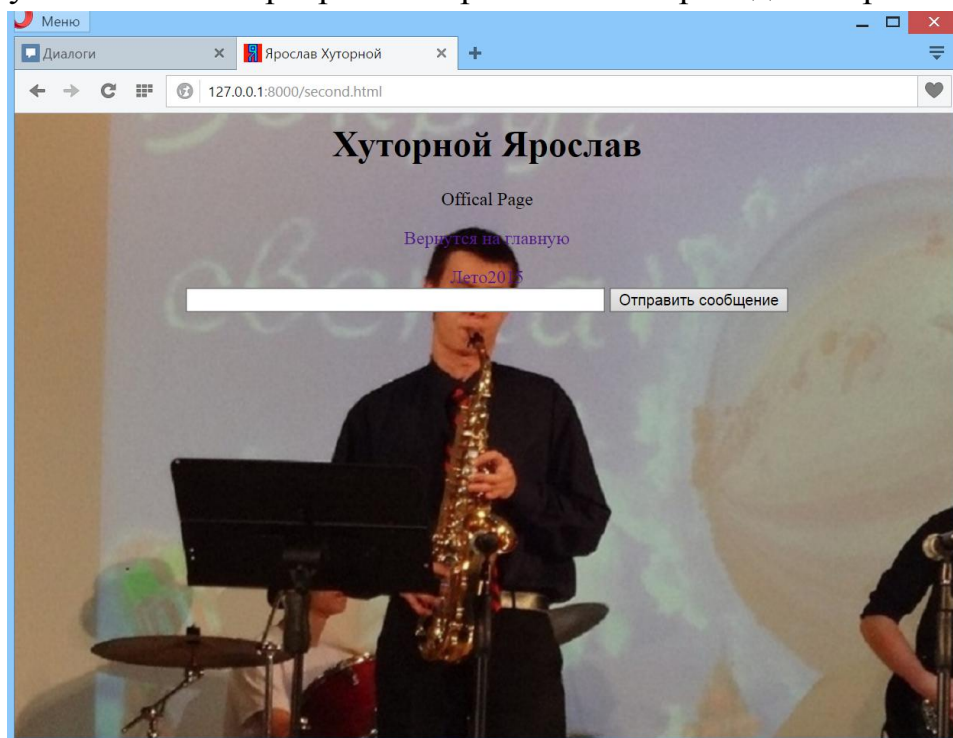 Меню
Диалоги
Я Ярослав Хуторной
127.0.0.1:8000/second.html
Хуторной Ярослав
Offical Page
Вернутся на главную
Лето2015
Отправить сообщение